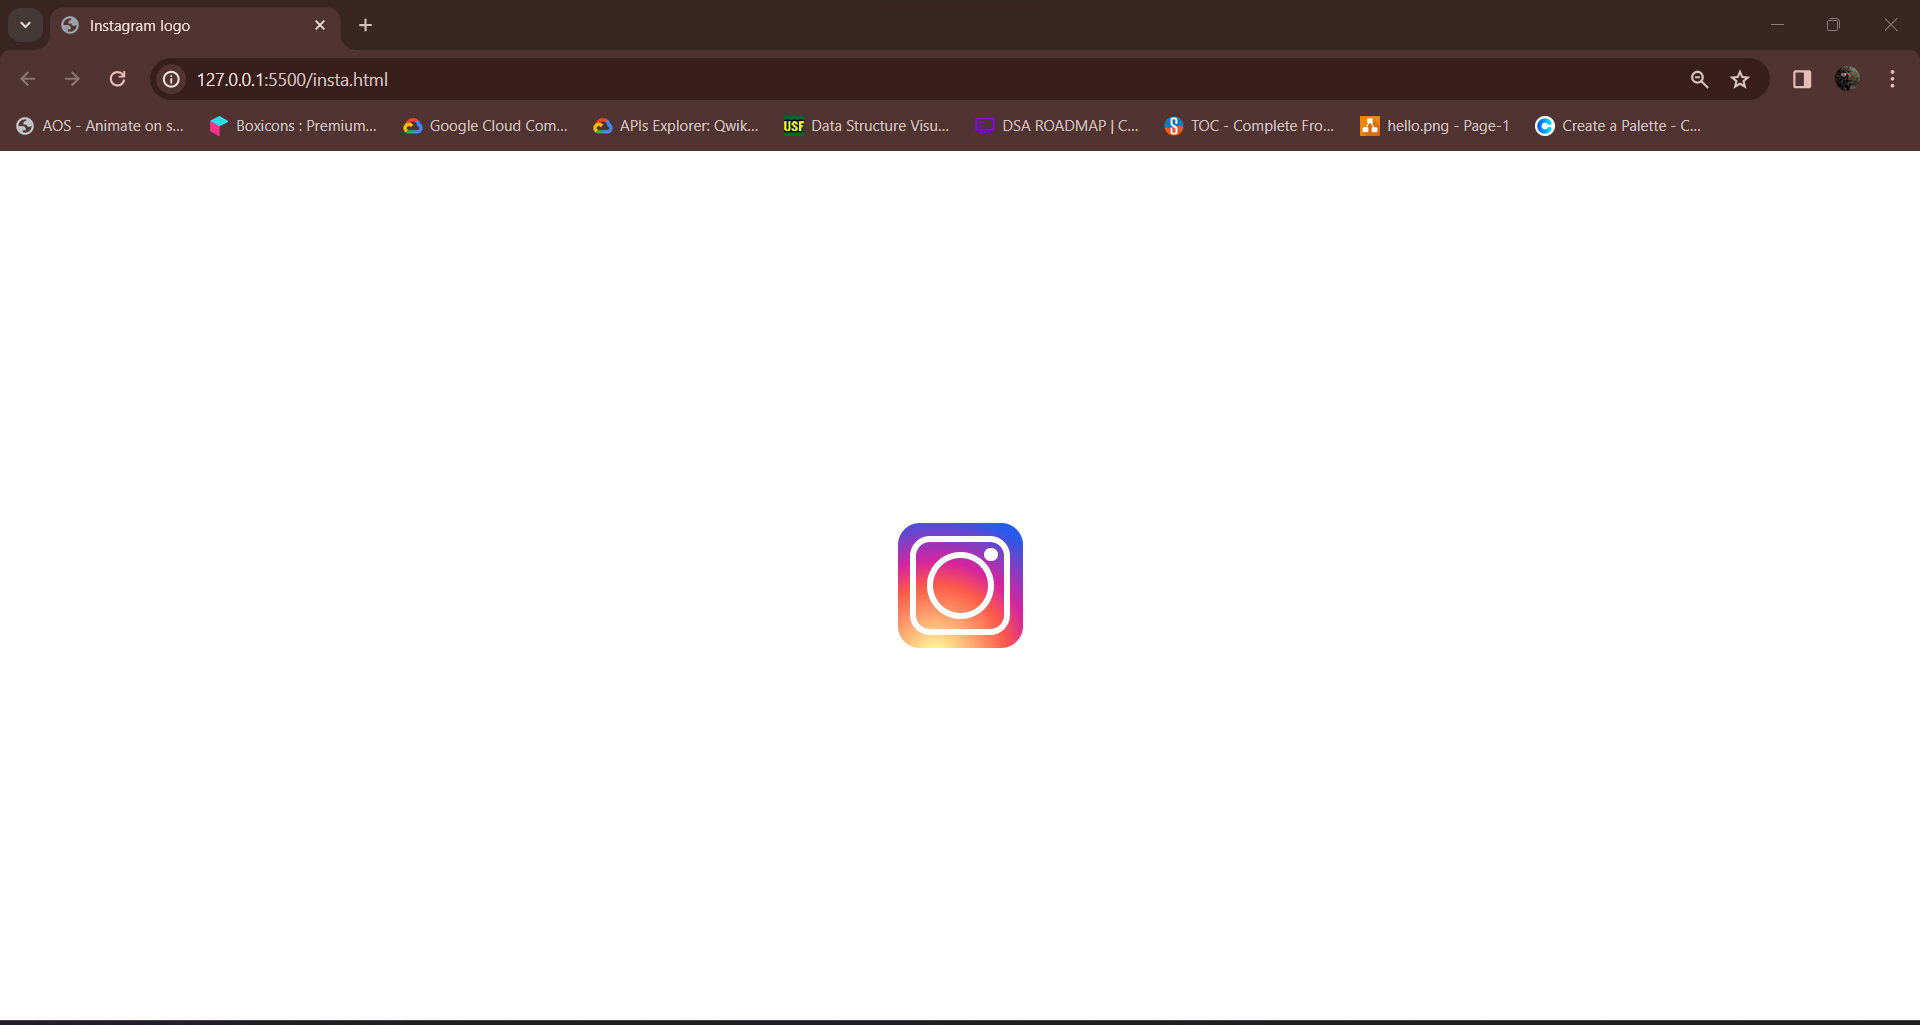 Instagram logo
127.0.0.1:5500/insta.html
AOS - Animate on s... Boxicons : Premium... Google Cloud Com... APIs Explorer: Qwik... USF Data Structure Visu... DSA ROADMAP | C... TOC - Complete Fro... hello.png - Page-1 Create a Palette - C...